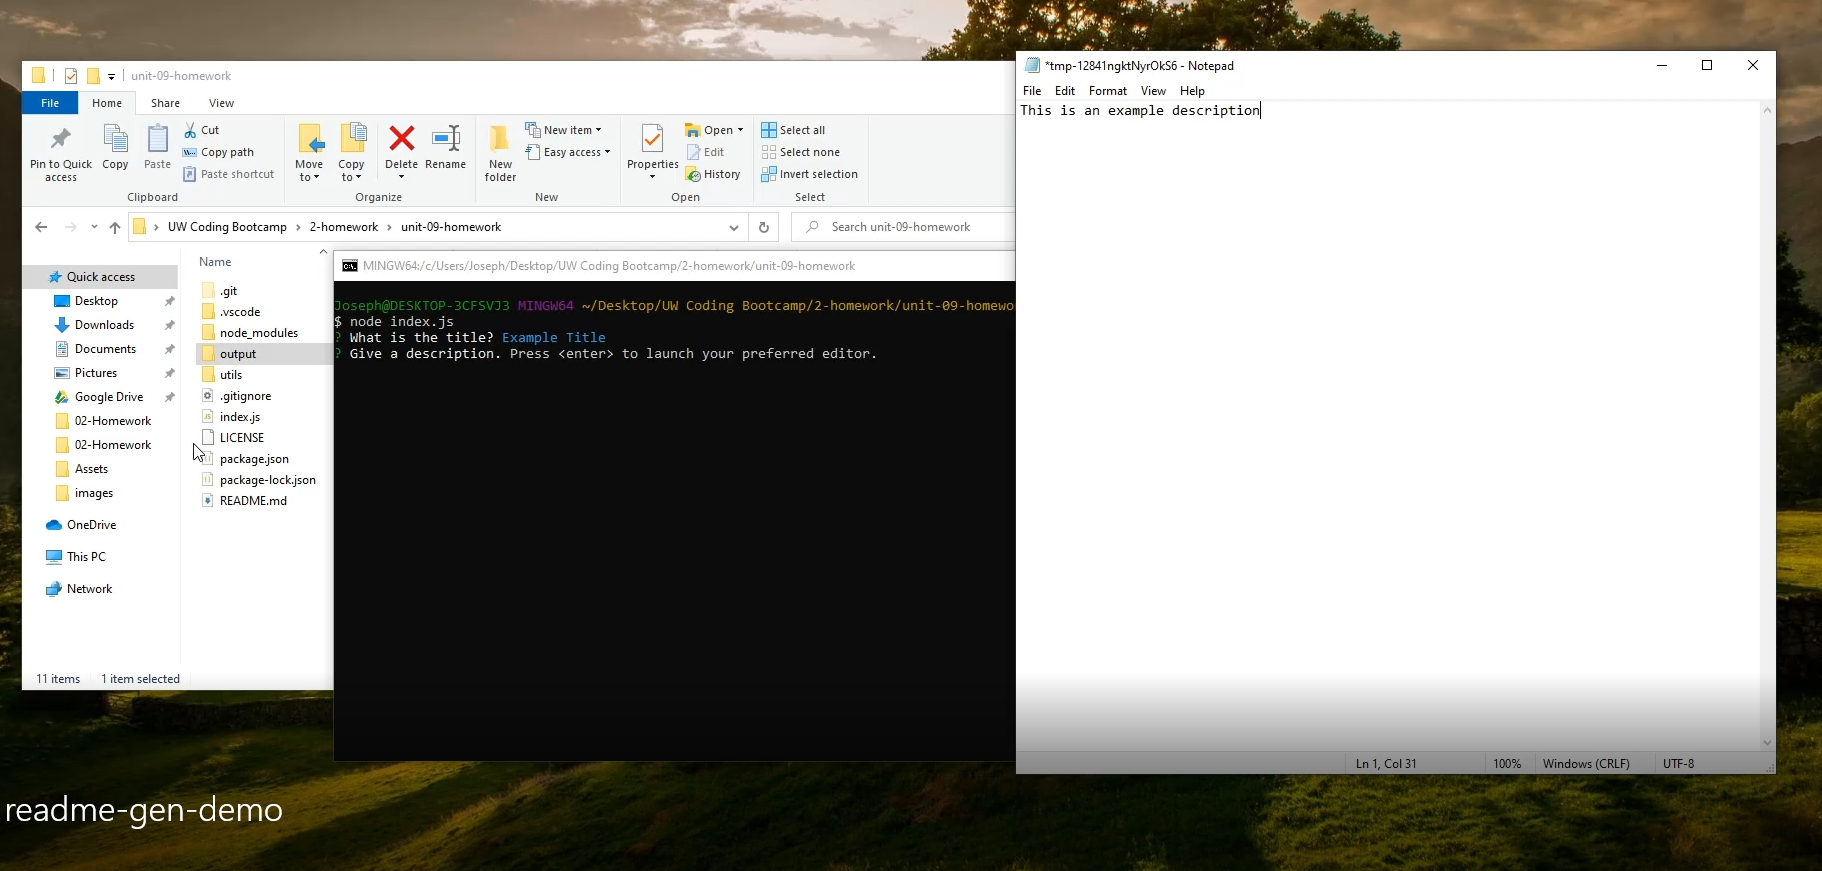 unit-09-homework
File Home Share View
Pin to Quick access
Copy
Paste
Cut
Copy path
Paste shortcut
Clipboard
Move to
Copy to
Delete
Rename
Organize
New folder
New item
Easy access
New
Properties
Open
Edit
History
Open
Select all
Select none
Invert selection
Select
UW Coding Bootcamp > 2-homework > unit-09-homework
Search unit-09-homework
Quick access
Desktop
Downloads
Documents
Pictures
Google Drive
02-Homework
02-Homework
Assets
images
OneDrive
This PC
Network
Name
.git
.vscode
node_modules
output
utils
.gitignore
index.js
LICENSE
package.json
package-lock.json
README.md
11 items 1 item selected
MINGW64:/c/Users/Joseph/Desktop/UW Coding Bootcamp/2-homework/unit-09-homework
Joseph@DESKTOP-3CFSVJ3 MINGW64 ~/Desktop/UW Coding Bootcamp/2-homework/unit-09-homewo
$ node index.js
? What is the title? Example Title
? Give a description. Press <enter> to launch your preferred editor.
*tmp-12841ngktNyrOkS6 - Notepad
File Edit Format View Help
This is an example description
Ln 1, Col 31 100% Windows (CRLF) UTF-8
readme-gen-demo